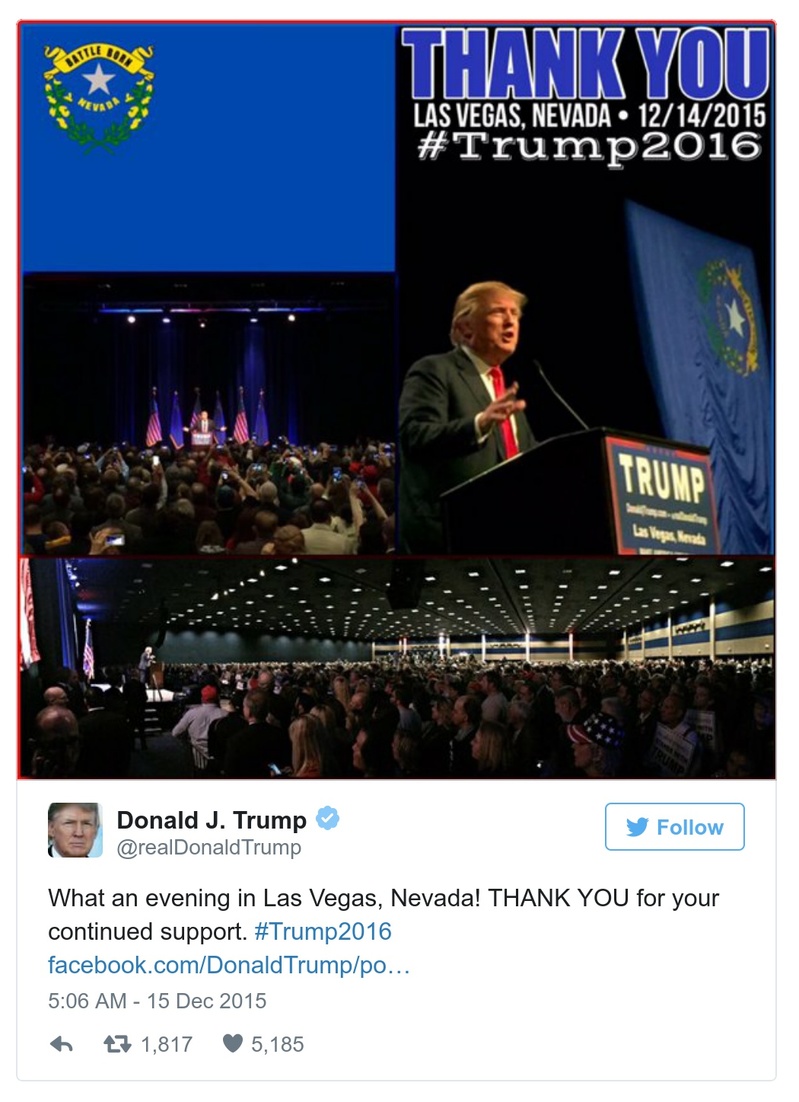 BATTLE BORN
NEVADA
THANK YOU
LAS VEGAS, NEVADA • 12/14/2015
#Trump2016
TRUMP
TRUMP
Las Vegas, Nevada
TRUMP
Donald J. Trump
@realDonaldTrump
Follow
What an evening in Las Vegas, Nevada! THANK YOU for your
continued support. #Trump2016
facebook.com/DonaldTrump/po…
5:06 AM - 15 Dec 2015
1,817
5,185